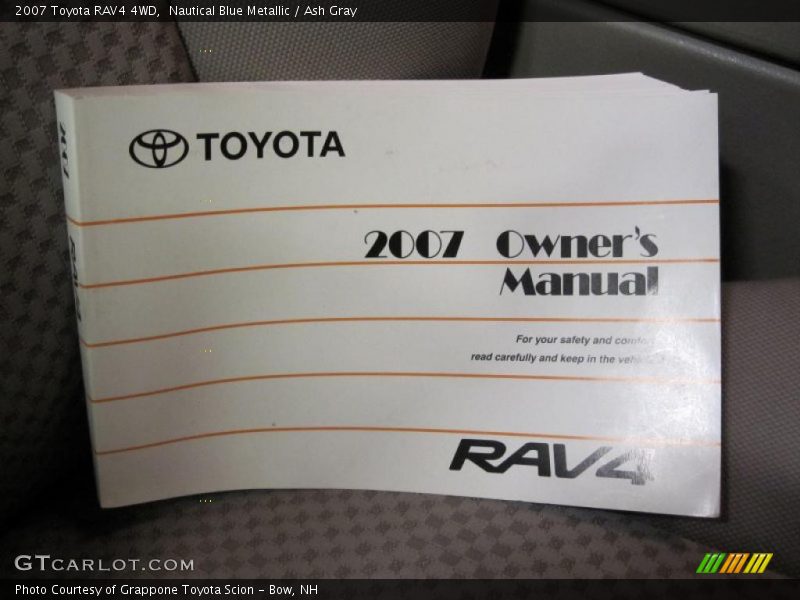 2007 Toyota RAV4 4WD,  Nautical Blue Metallic / Ash Gray
TOYOTA
2007 Owner's
Manual
For your safety and
read carefully and keep in the
RAV4
GTCARLOT.COM
Photo Courtesy of Grappone Toyota Scion – Bow, NH